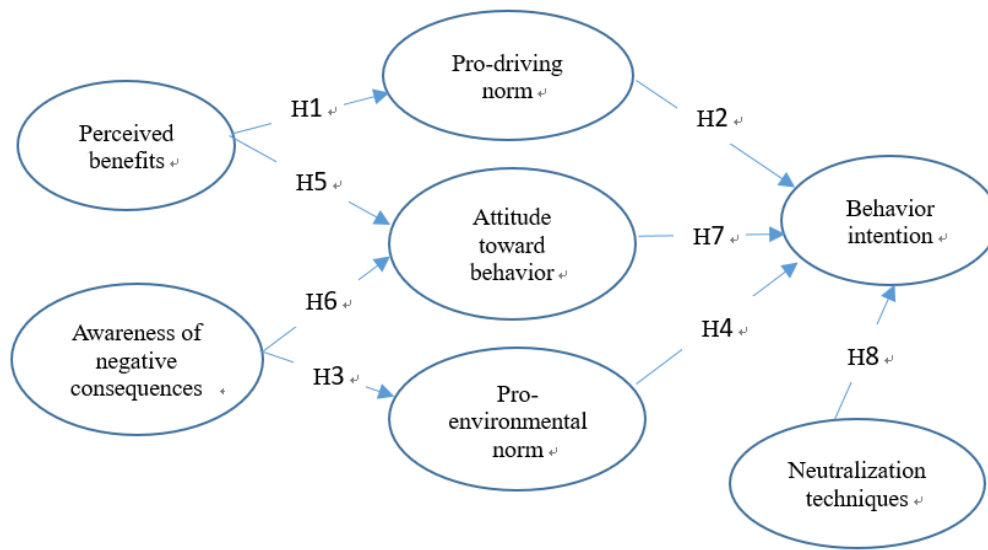 Pro-driving
norm
H1
H2
Perceived
benefits
H5
Attitude
toward
behavior
H7
Behavior
intention
H6
H4
Awareness of
negative
consequences
H3
Pro-
environmental
norm
H8
Neutralization
techniques